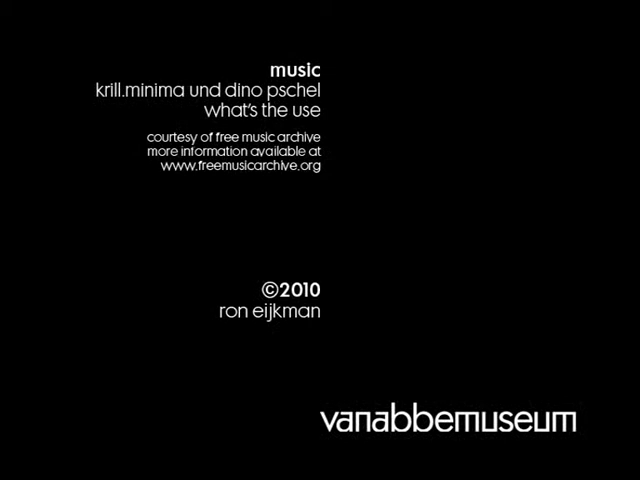 music
krill.minima und dino pschel
what's the use
courtesy of free music archive
more information available at
www.freemusicarchive.org
©2010
ron eijkman
vanabbemuseum